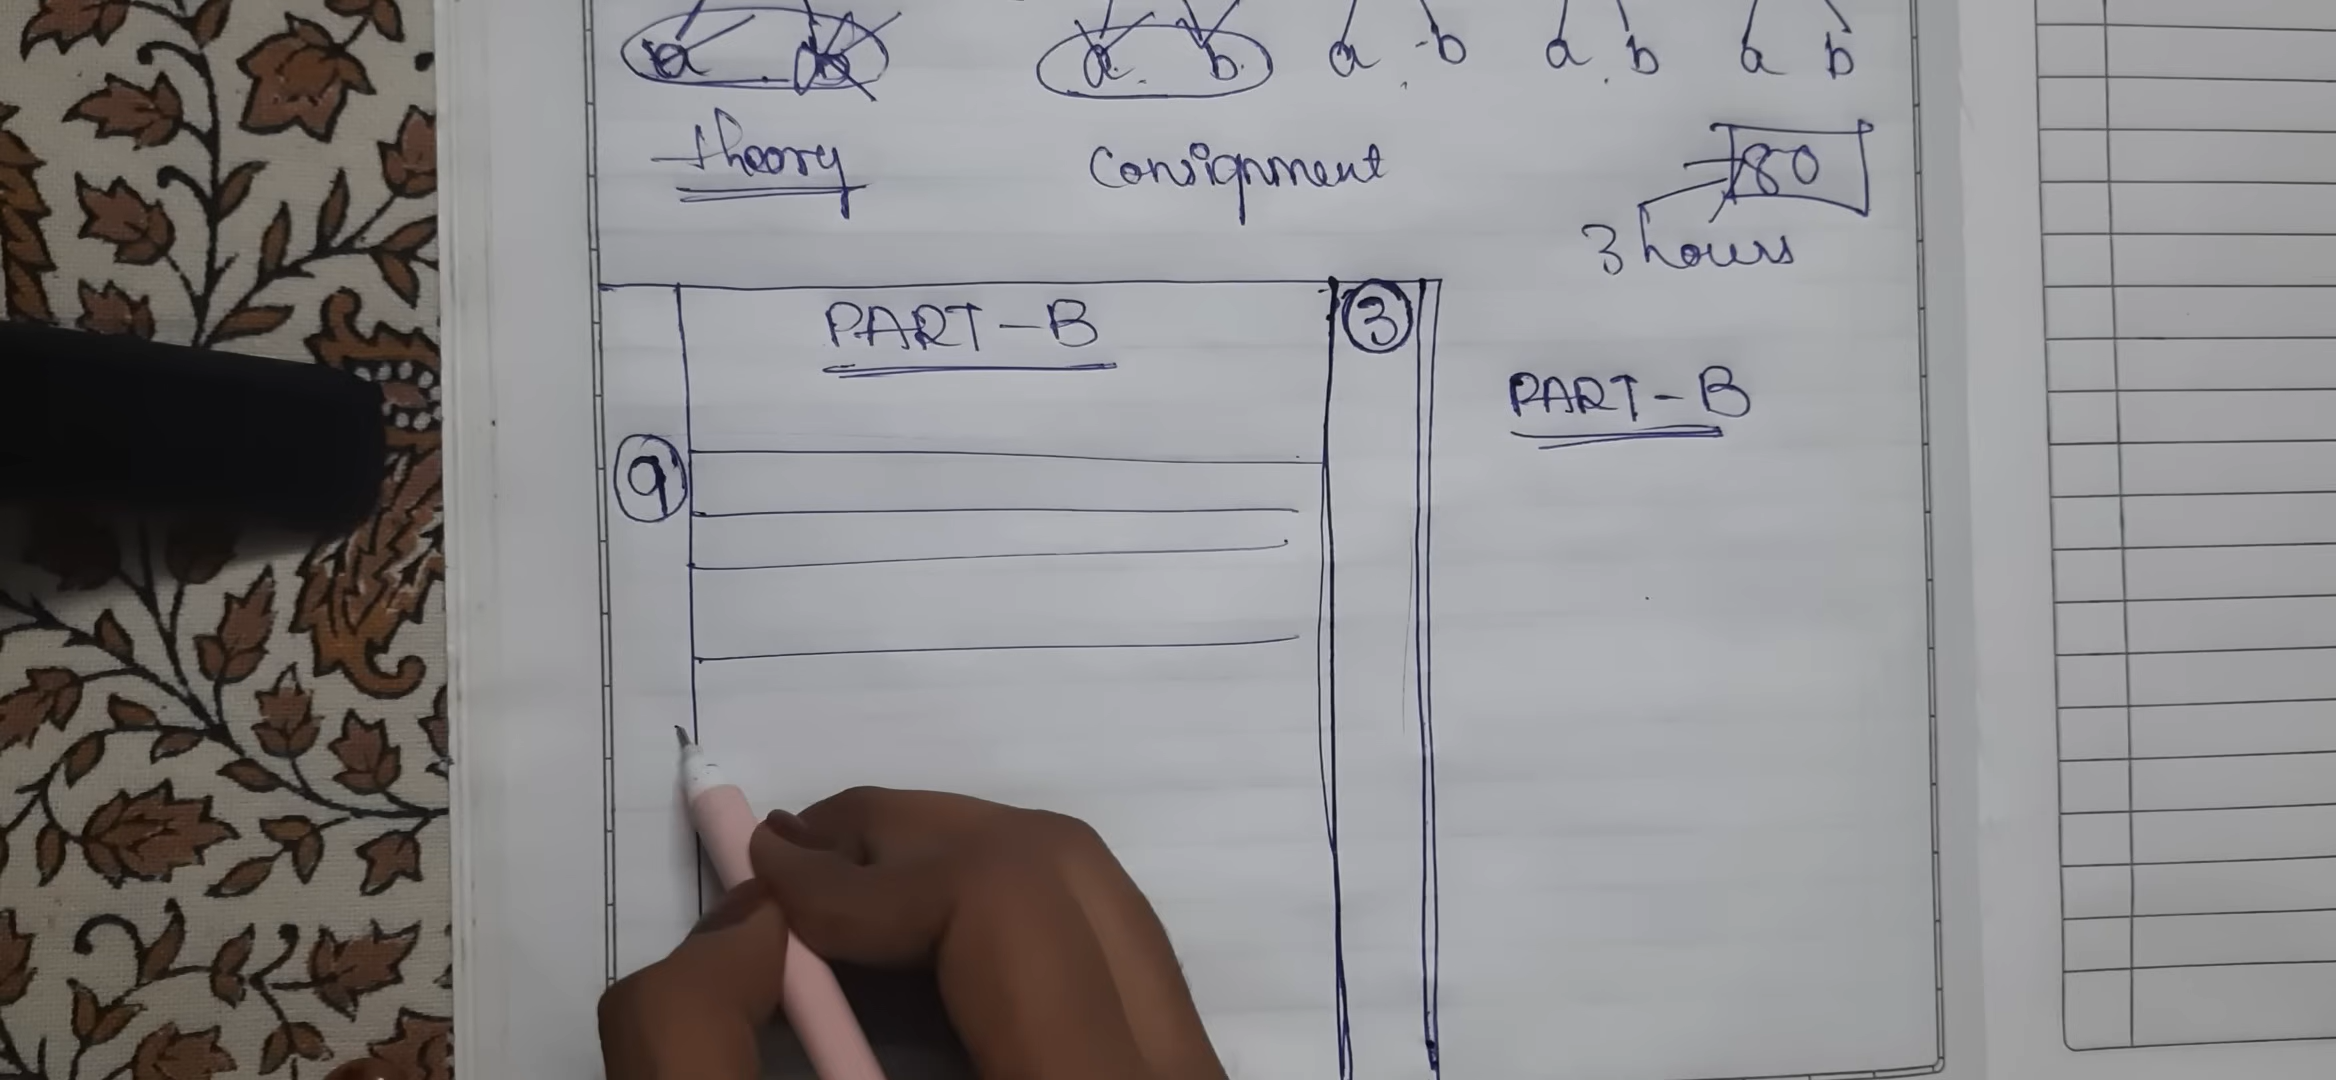 a a b a b a b a b
theory Consignment 80
3 hours
PART-B 3
PART-B
9